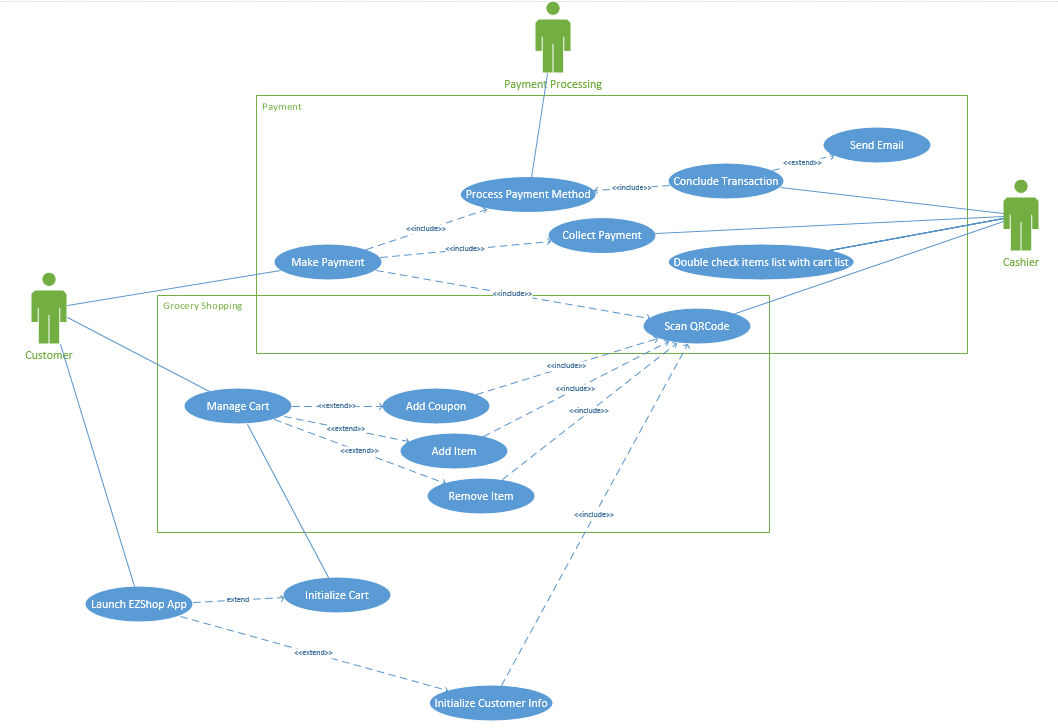 Payment Processing
Payment
Send Email
<<extend>>
Conclude Transaction
<<include>>
Process Payment Method
<<include>>
Collect Payment
<<include>>
Make Payment
Double check items list with cart list
Cashier
<<include>>
Grocery Shopping
Scan QRCode
Customer
<<include>>
<<include>>
Manage Cart
<<extend>>
Add Coupon
<<include>>
<<extend>>
<<extend>>
Add Item
Remove Item
<<include>>
Launch EZShop App
extend
Initialize Cart
<<extend>>
Initialize Customer Info